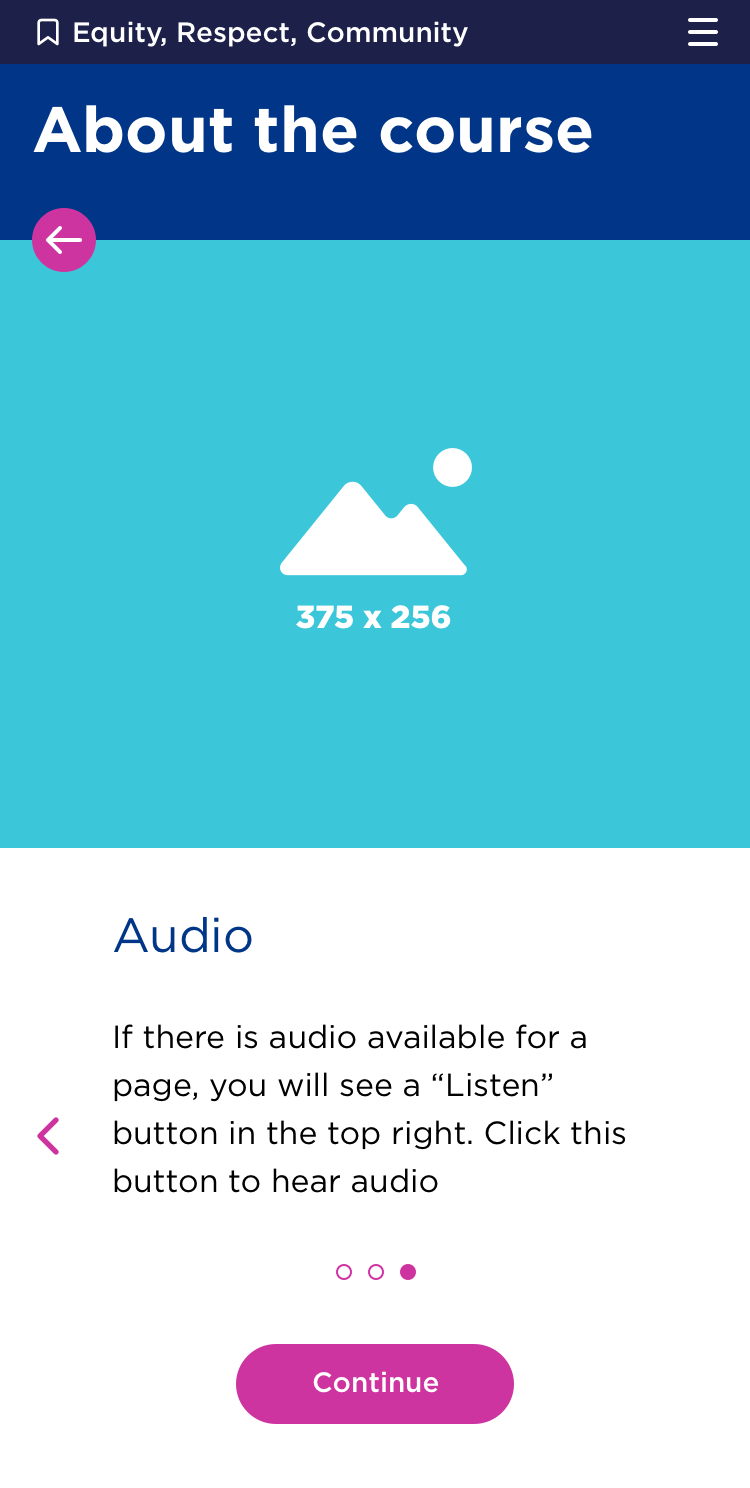 Equity, Respect, Community
About the course
375 x 256
Audio
If there is audio available for a
page, you will see a “Listen”
button in the top right. Click this
button to hear audio
Continue